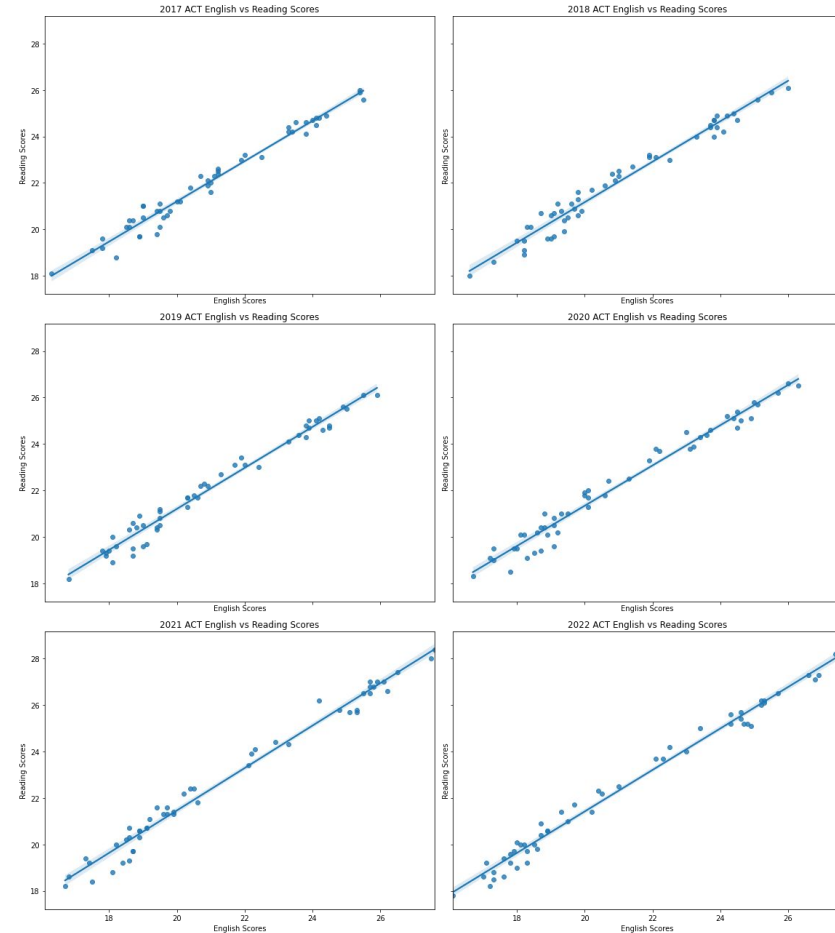 2017 ACT English vs Reading Scores
28
26
24
22
20
18
Reading Scores
English Scores
2018 ACT English vs Reading Scores
Reading Scores
English Scores
2019 ACT English vs Reading Scores
28
26
24
22
20
18
Reading Scores
English Scores
2020 ACT English vs Reading Scores
Reading Scores
English Scores
2021 ACT English vs Reading Scores
28
26
24
22
20
18
Reading Scores
18 20 22 24 26
English Scores
2022 ACT English vs Reading Scores
Reading Scores
18 20 22 24 26
English Scores